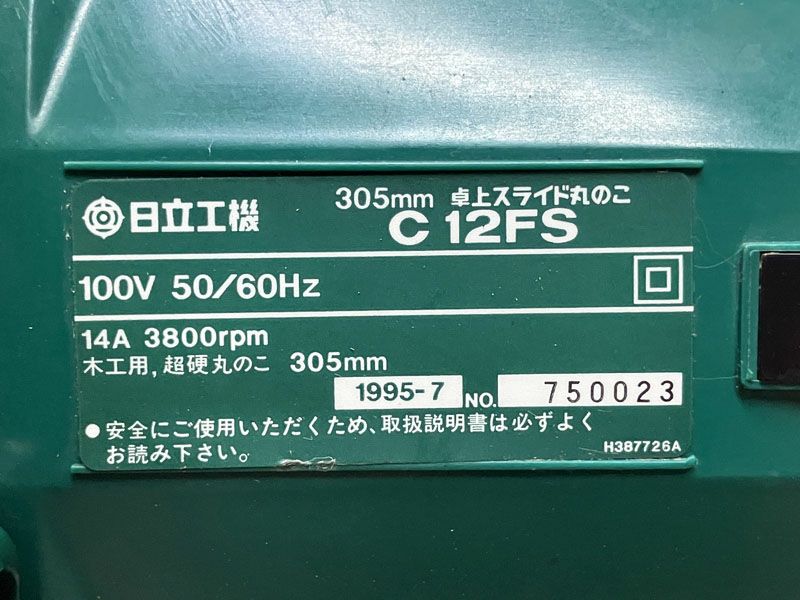 日立工機
305mm 卓上スライド丸のこ
C 12FS
100V 50/60Hz
14A 3800rpm
木工用, 超硬丸のこ 305mm
1995-7 NO. 750023
●安全にご使用いただくため、取扱説明書は必ずよく
お読み下さい。
H387726A